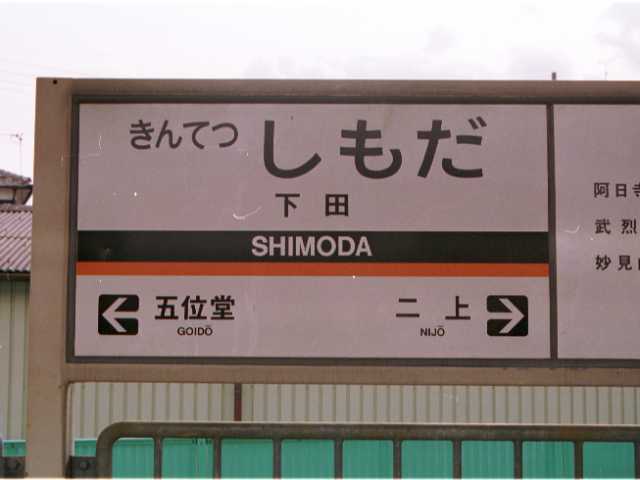 きんてつ しもだ
下田
SHIMODA
五位堂
GOIDŌ
二上
NIJŌ
阿日寺
武烈
妙見